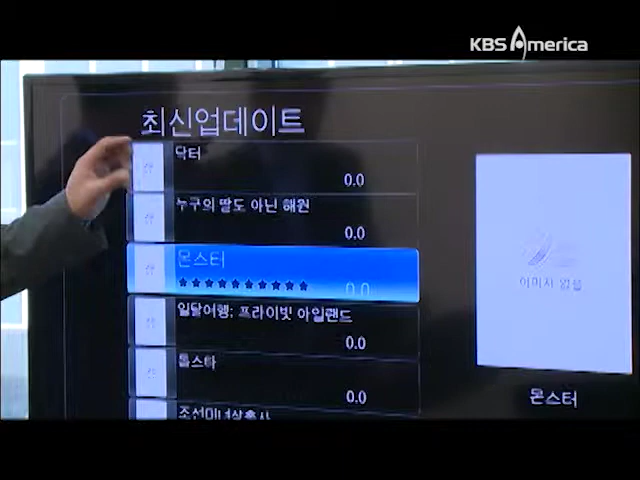 KBS America
최신업데이트
닥터
0.0
누구의 딸도 아닌 해원
0.0
몬스터
★★★★★★★★★★
0.0
일탈여행; 프라이빗 아일랜드
0.0
톱스타
0.0
이미지 없음
몬스터